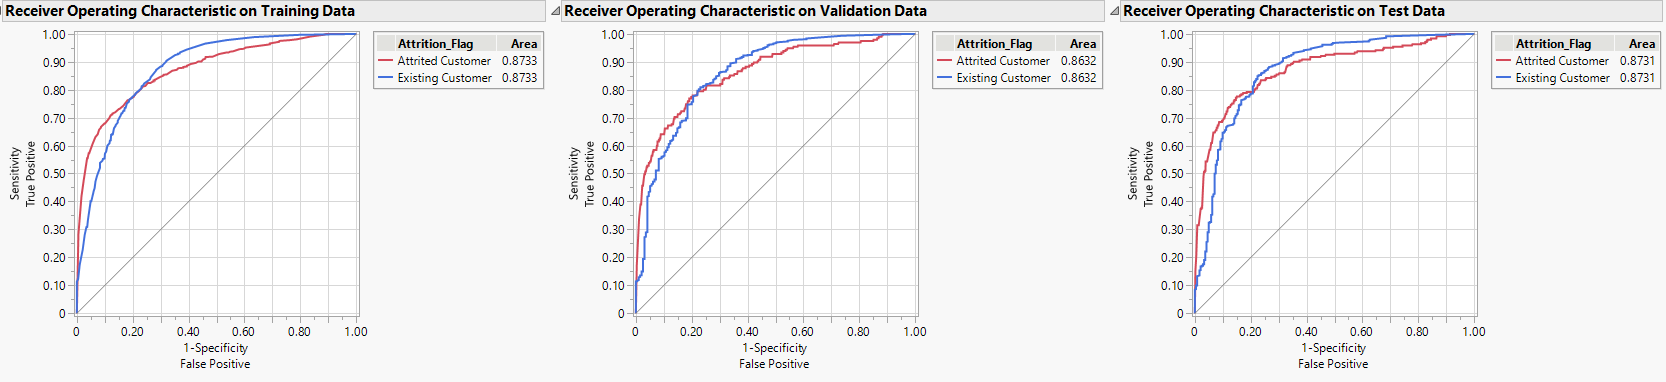 Receiver Operating Characteristic on Training Data
1.00
0.90
0.80
0.70
0.60
0.50
0.40
0.30
0.20
0.10
0
Sensitivity
True Positive
0 0.20 0.40 0.60 0.80 1.00
1-Specificity
False Positive
Attrition_Flag Area
Attrited Customer 0.8733
Existing Customer 0.8733
Receiver Operating Characteristic on Validation Data
1.00
0.90
0.80
0.70
0.60
0.50
0.40
0.30
0.20
0.10
0
Sensitivity
True Positive
0 0.20 0.40 0.60 0.80 1.00
1-Specificity
False Positive
Attrition_Flag Area
Attrited Customer 0.8632
Existing Customer 0.8632
Receiver Operating Characteristic on Test Data
1.00
0.90
0.80
0.70
0.60
0.50
0.40
0.30
0.20
0.10
0
Sensitivity
True Positive
0 0.20 0.40 0.60 0.80 1.00
1-Specificity
False Positive
Attrition_Flag Area
Attrited Customer 0.8731
Existing Customer 0.8731